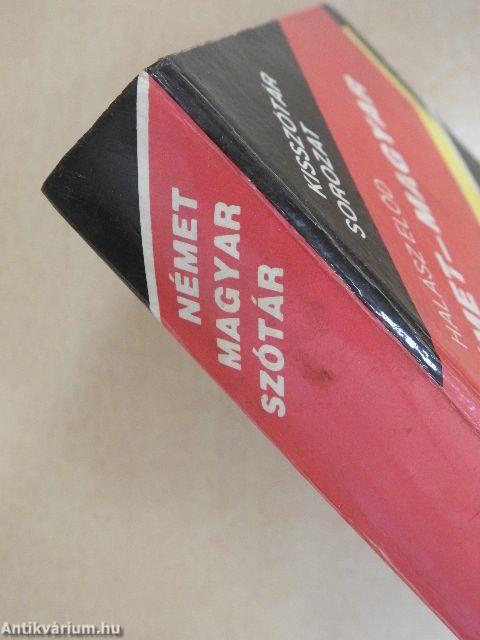 NÉMET
MAGYAR
SZÓTÁR
KISSZÓTÁR
SOROZAT
HALÁSZ ELŐD
MAGYAR
Antikvárium.hu